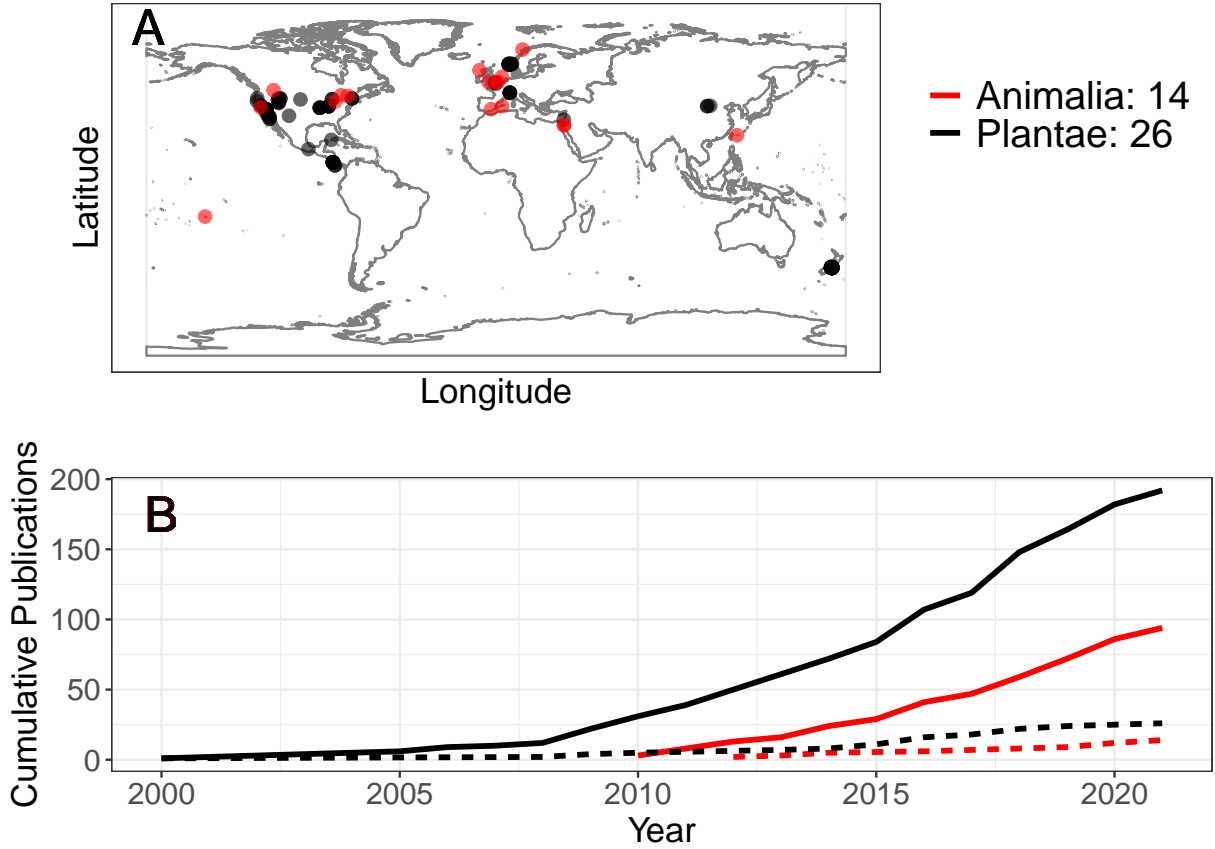 A
Animalia: 14
Plantae: 26
Latitude
Longitude
B
Cumulative Publications
200
150
100
50
0
2000 2005 2010 2015 2020
Year